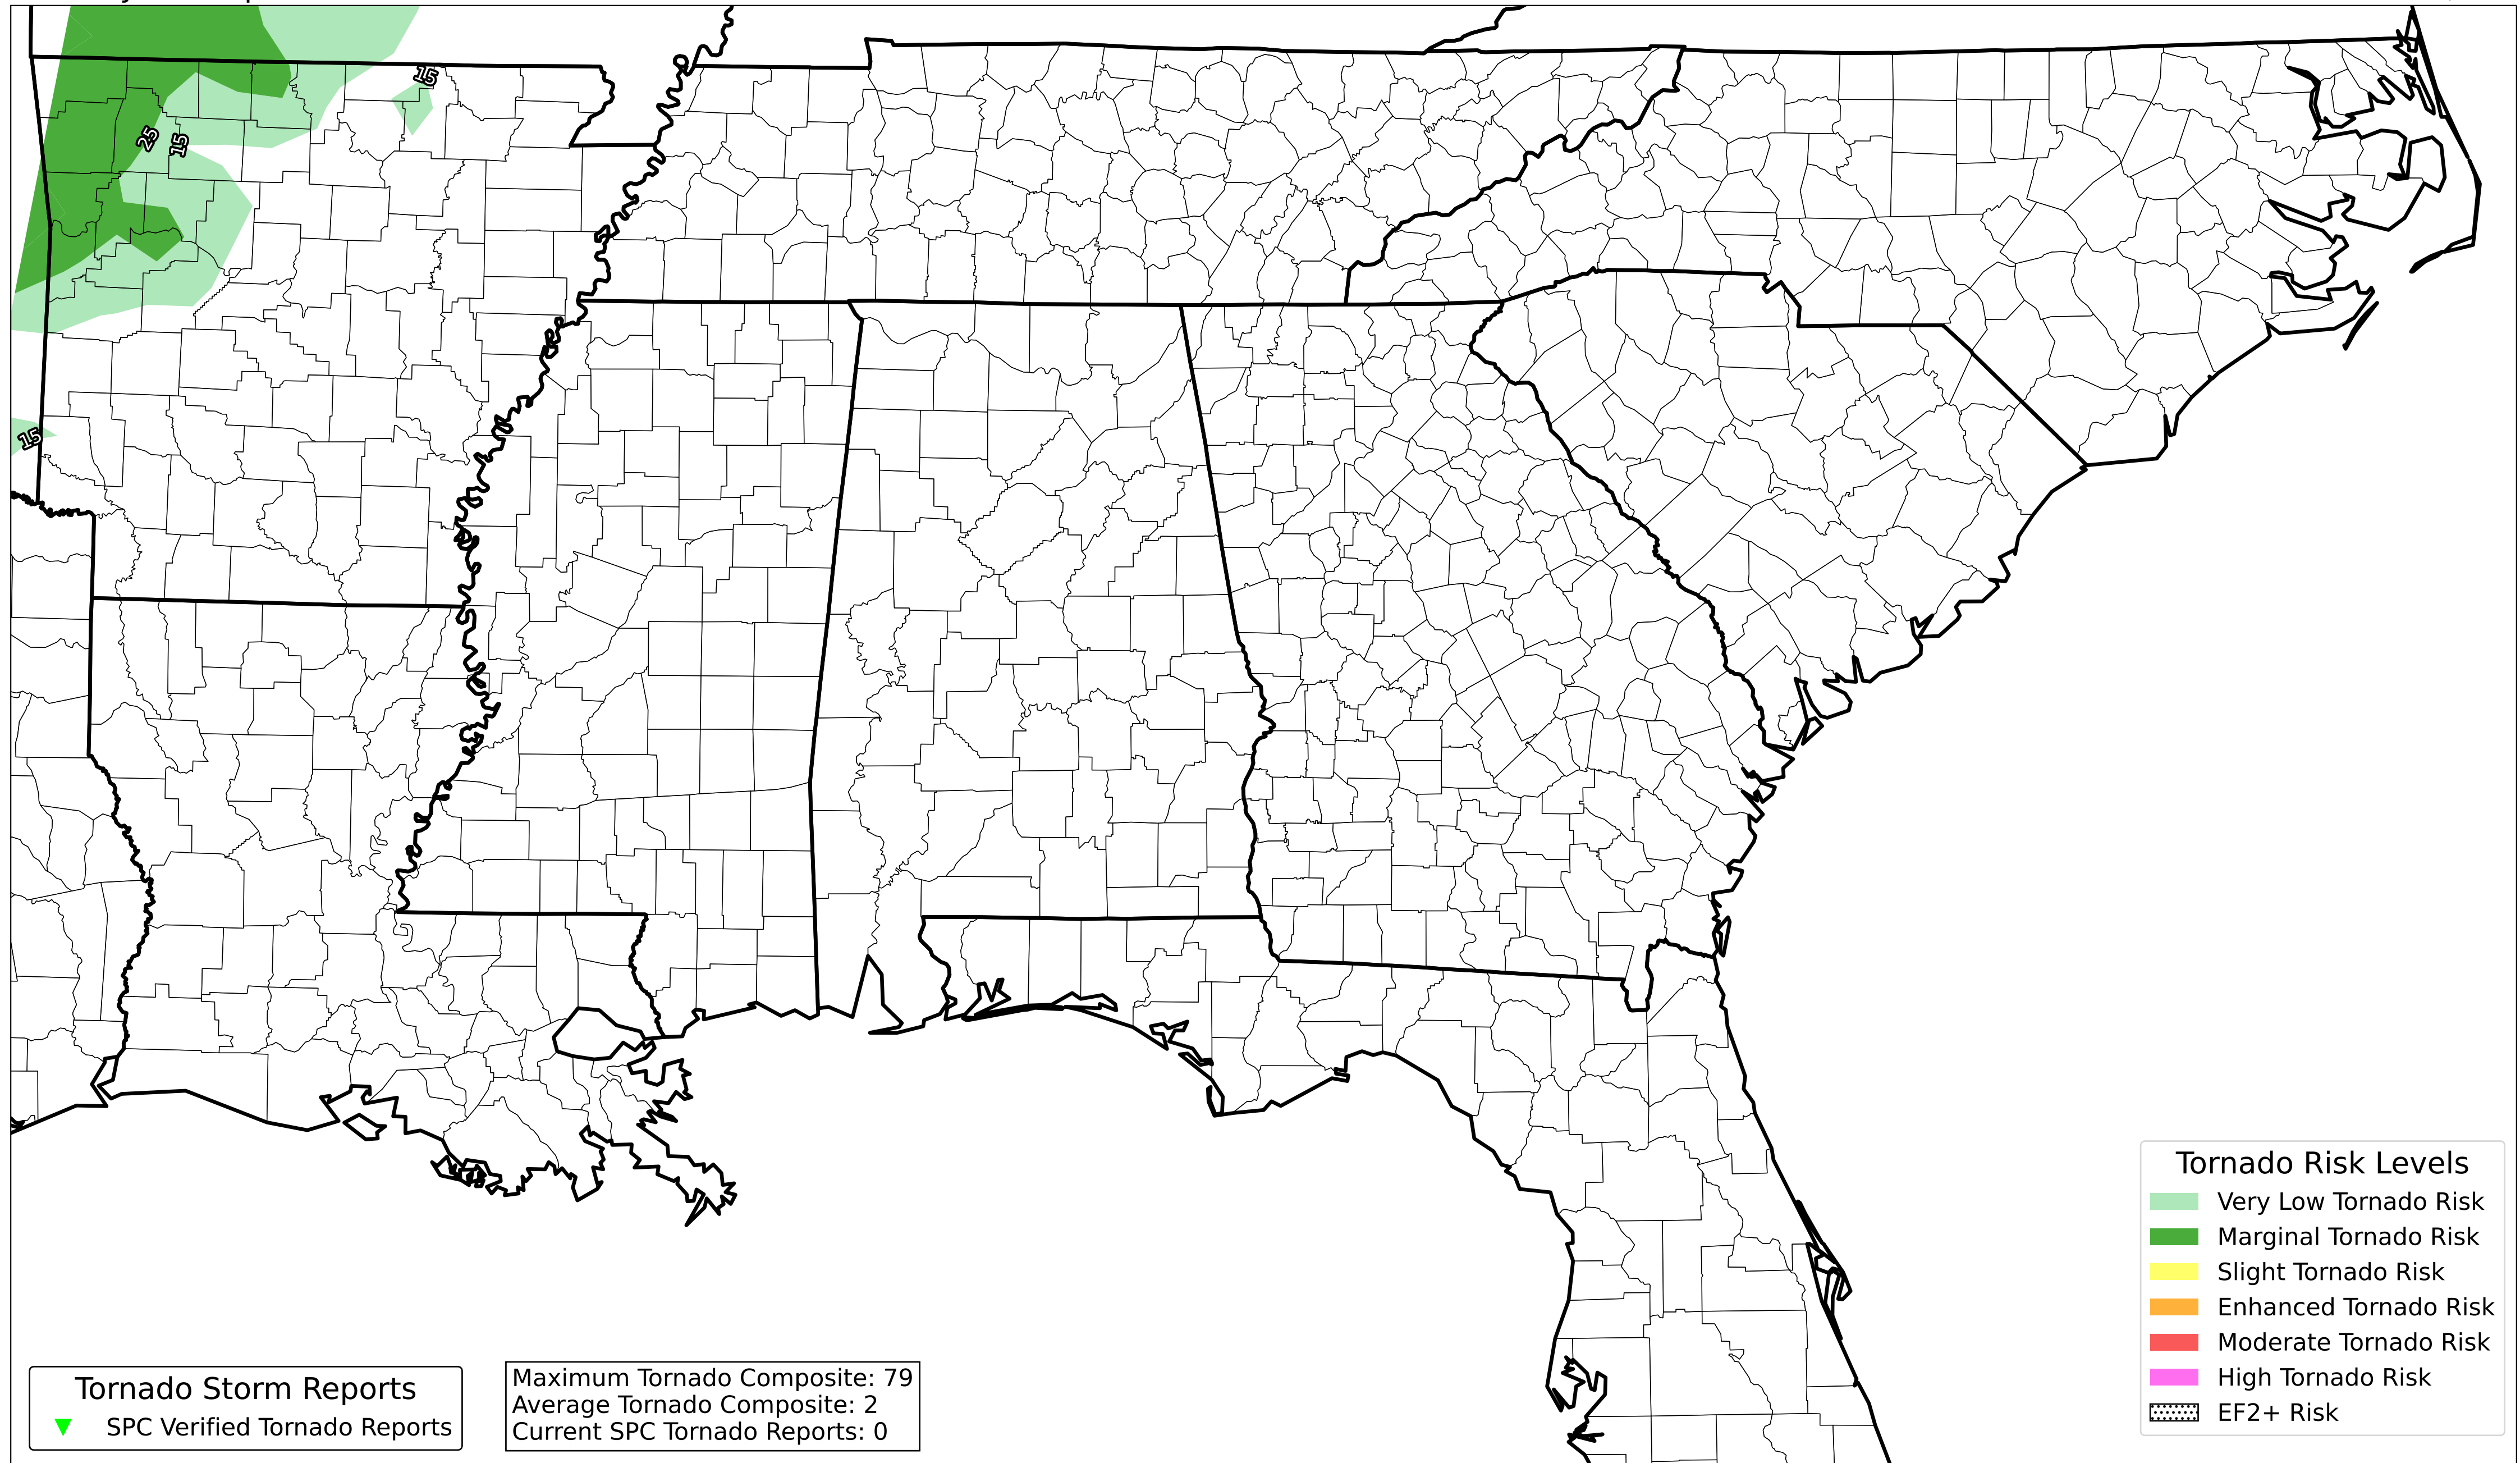 15
25
15
15
Tornado Risk Levels
Very Low Tornado Risk
Marginal Tornado Risk
Slight Tornado Risk
Enhanced Tornado Risk
Moderate Tornado Risk
High Tornado Risk
EF2+ Risk
Tornado Storm Reports
SPC Verified Tornado Reports
Maximum Tornado Composite: 79
Average Tornado Composite: 2
Current SPC Tornado Reports: 0